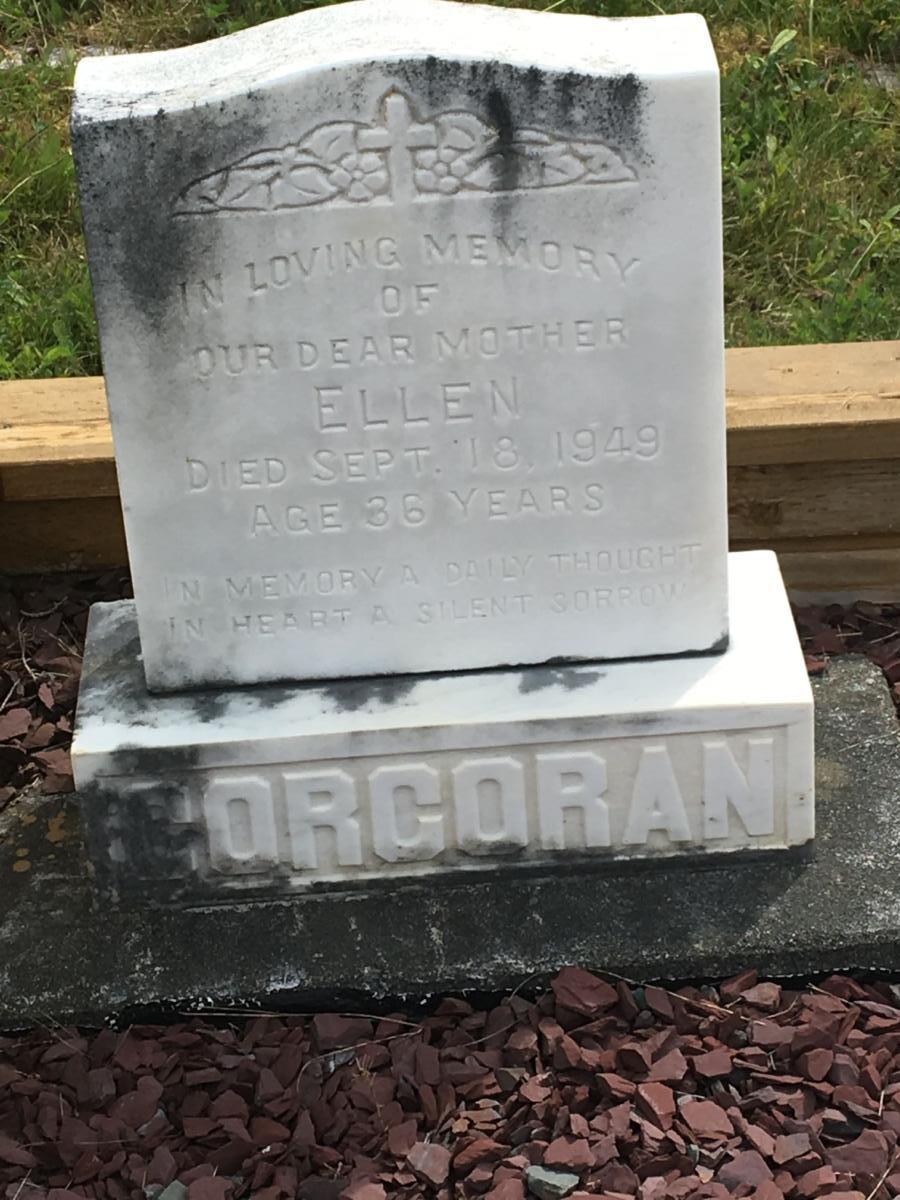 IN LOVING MEMORY
OF
OUR DEAR MOTHER
ELLEN
DIED SEPT. 18, 1949
AGE 36 YEARS
IN MEMORY A DAILY THOUGHT
IN HEART A SILENT SORROW
CORCORAN